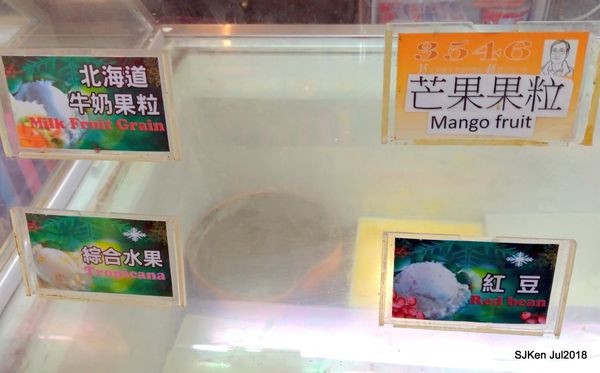 北海道
牛奶果粒
Milk Fruit Grain
3546
芒果果粒
Mango fruit
綜合水果
Tropicana
紅豆
Red bean
SJKen Jul2018